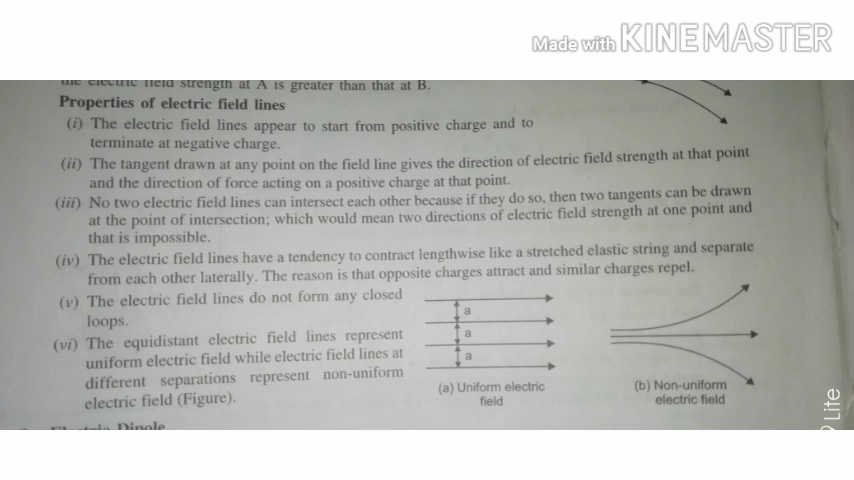 Made with KINEMASTER
the electric field strength at A is greater than that at B.
Properties of electric field lines
(i) The electric field lines appear to start from positive charge and to
terminate at negative charge.
(ii) The tangent drawn at any point on the field line gives the direction of electric field strength at that point
and the direction of force acting on a positive charge at that point.
(iii) No two electric field lines can intersect each other because if they do so, then two tangents can be drawn
at the point of intersection; which would mean two directions of electric field strength at one point and
that is impossible.
(iv) The electric field lines have a tendency to contract lengthwise like a stretched elastic string and separate
from each other laterally. The reason is that opposite charges attract and similar charges repel.
(v) The electric field lines do not form any closed
loops.
(vi) The equidistant electric field lines represent
uniform electric field while electric field lines at
different separations represent non-uniform
electric field (Figure).
a
a
a
(a) Uniform electric
field
(b) Non-uniform
electric field
Electric Dipole
Lite